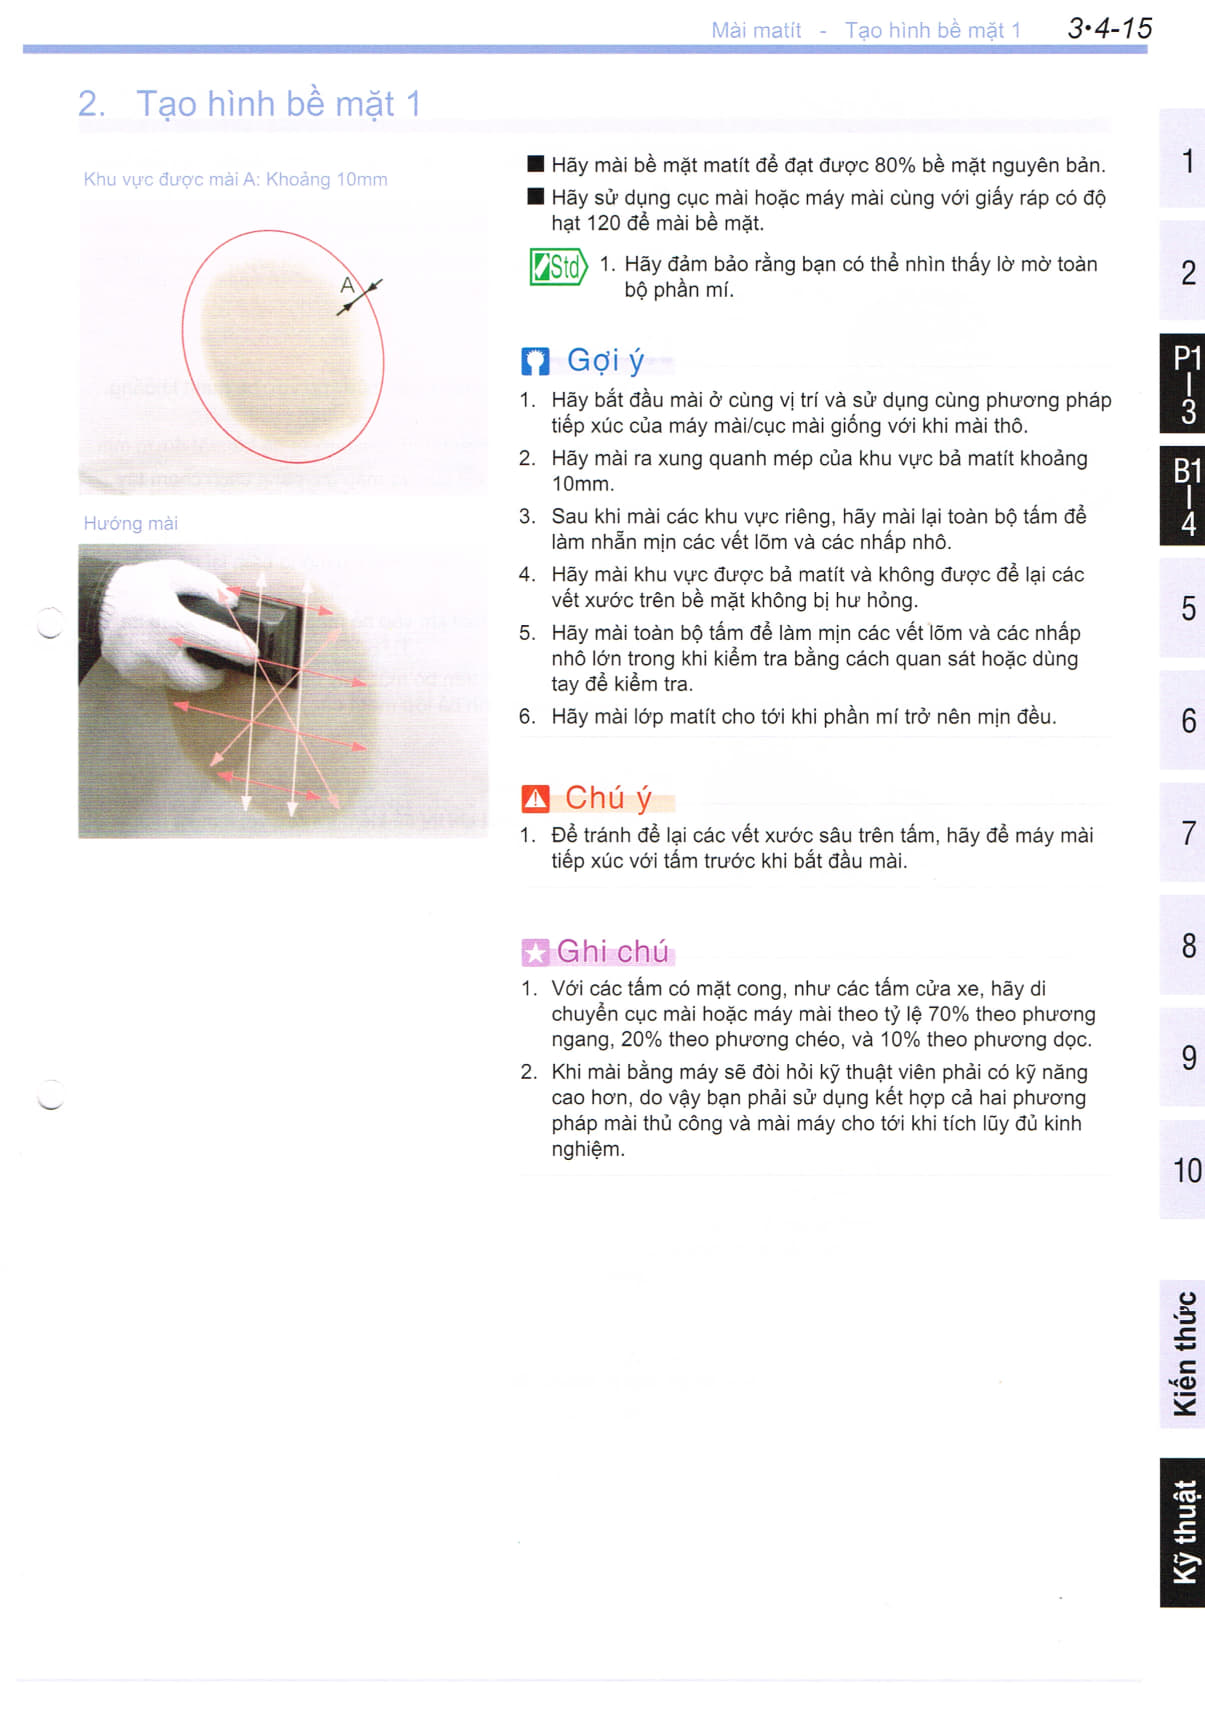 Mài matít - Tạo hình bề mặt 1 3•4-15
2. Tạo hình bề mặt 1
Khu vực được mài A: Khoảng 10mm
A
Hướng mài
■ Hãy mài bề mặt matít để đạt được 80% bề mặt nguyên bản.
■ Hãy sử dụng cục mài hoặc máy mài cùng với giấy ráp có độ
hạt 120 để mài bề mặt.
Std 1. Hãy đảm bảo rằng bạn có thể nhìn thấy lờ mờ toàn
bộ phần mí.
Gợi ý
1. Hãy bắt đầu mài ở cùng vị trí và sử dụng cùng phương pháp
tiếp xúc của máy mài/cục mài giống với khi mài thô.
2. Hãy mài ra xung quanh mép của khu vực bả matít khoảng
10mm.
3. Sau khi mài các khu vực riêng, hãy mài lại toàn bộ tấm để
làm nhẵn mịn các vết lõm và các nhấp nhô.
4. Hãy mài khu vực được bả matít và không được để lại các
vết xước trên bề mặt không bị hư hỏng.
5. Hãy mài toàn bộ tấm để làm mịn các vết lõm và các nhấp
nhô lớn trong khi kiểm tra bằng cách quan sát hoặc dùng
tay để kiểm tra.
6. Hãy mài lớp matít cho tới khi phần mí trở nên mịn đều.
Chú ý
1. Để tránh để lại các vết xước sâu trên tấm, hãy để máy mài
tiếp xúc với tấm trước khi bắt đầu mài.
Ghi chú
1. Với các tấm có mặt cong, như các tấm cửa xe, hãy di
chuyển cục mài hoặc máy mài theo tỷ lệ 70% theo phương
ngang, 20% theo phương chéo, và 10% theo phương dọc.
2. Khi mài bằng máy sẽ đòi hỏi kỹ thuật viên phải có kỹ năng
cao hơn, do vậy bạn phải sử dụng kết hợp cả hai phương
pháp mài thủ công và mài máy cho tới khi tích lũy đủ kinh
nghiệm.
1
2
P1
|
3
B1
|
4
5
6
7
8
9
10
Kiến thức
Kỹ thuật